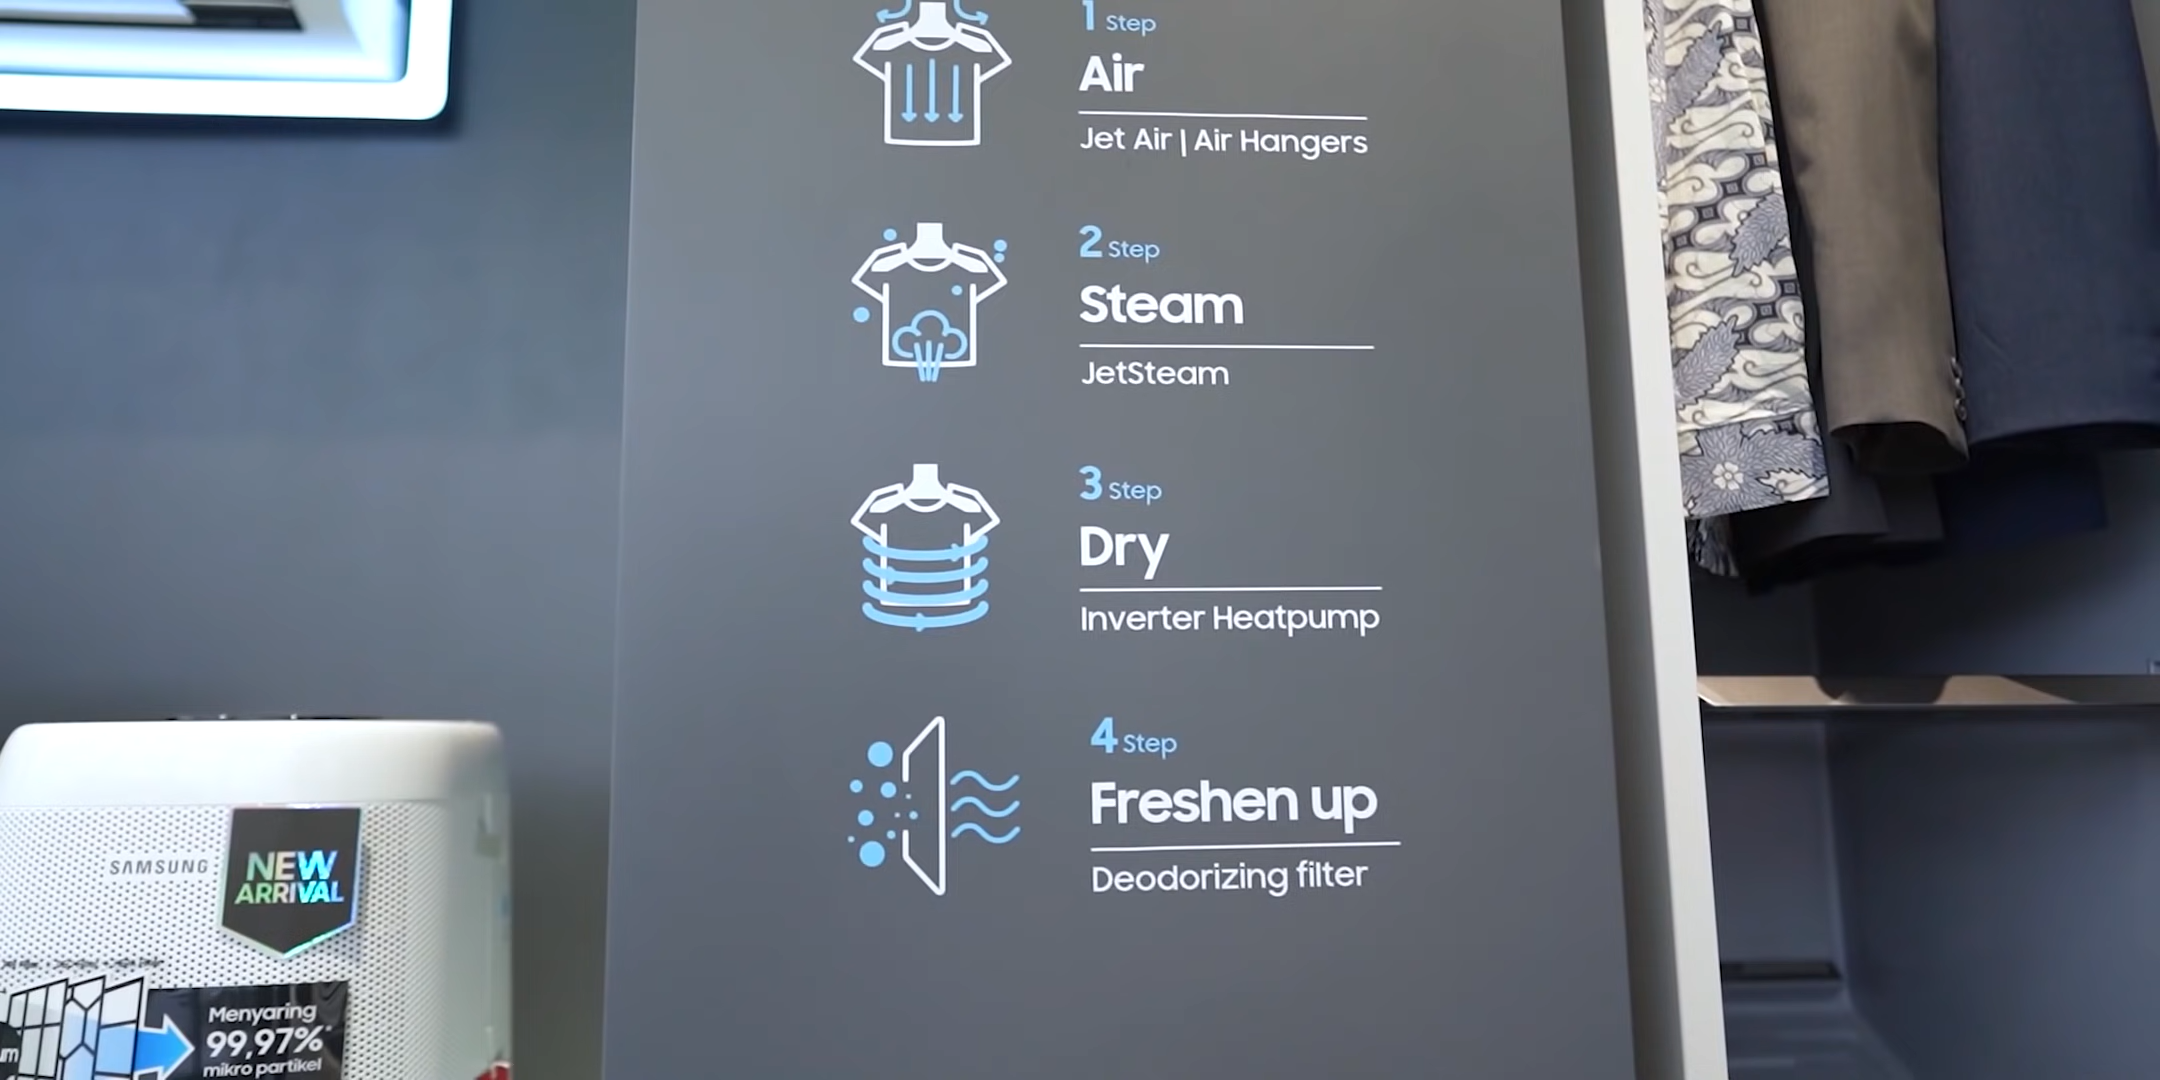 1 Step
Air
Jet Air | Air Hangers
2 Step
Steam
JetSteam
3 Step
Dry
Inverter Heatpump
4 Step
Freshen up
Deodorizing filter
SAMSUNG
NEW
ARRIVAL
Menyaring
99,97%*
mikro partikel